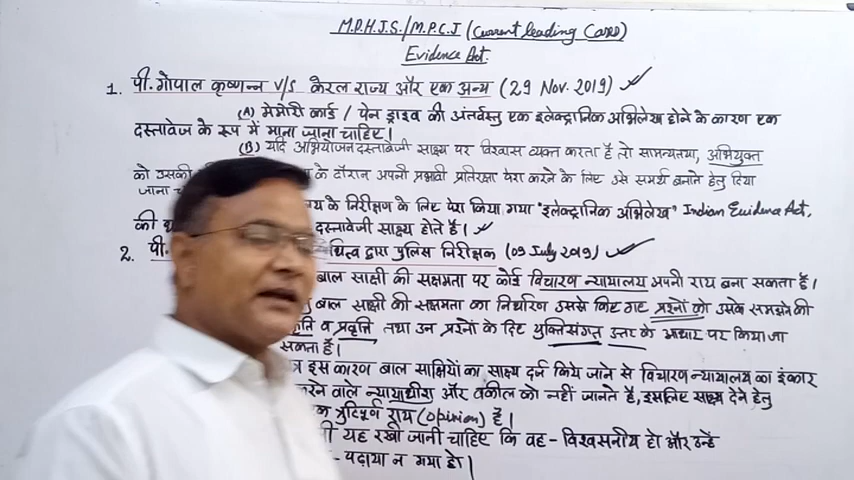 M.P.H.J.S./M.P.C.J (Current leading Cases)
Evidence Act.
1. पी. गोपाल कृष्णन्न v/s केरल राज्य और एक अन्य (29 Nov. 2019)
(A) मेमोरी कार्ड / पेन ड्राइव की अंतर्वस्तु एक इलेक्ट्रानिक अभिलेख होने के कारण एक
दस्तावेज के रूप में माना जाना चाहिए।
(B) यदि अभियोजन दस्तावेजी साक्ष्य पर विश्वास व्यक्त करता है तो सामन्यतया, अभियुक्त
को उसकी के दौरान अपनी प्रभावी प्रतिरक्षा पेश करने के लिए उसे समर्थ बनाने हेतु दिया
जाना
के निरीक्षण के लिए पेश किया गया "इलेक्ट्रानिक अभिलेख" Indian Evidence Act,
की दस्तावेजी साक्ष्य होते है।
2. पी. द्वारा पुलिस निरीक्षक (09 July 2019)
बाल साक्षी की सक्षमता पर कोई विचारण न्यायालय अपनी राय बना सकता है।
बाल साक्षी की सक्षमता का निर्धारण उससे किए गए प्रश्नों को उसके समझने की
व प्रवृत्ति तथा उन प्रश्नों के दिए युक्तिसंगत उत्तर के आधार पर किया जा
सकता है।
इस कारण बाल साक्षियों का साक्ष्य दर्ज किये जाने से विचारण न्यायालय का इंकार
करने वाले न्यायाधीश और वकील को नहीं जानते है, इसलिए साक्ष्य देने हेतु
त्रुटिपूर्ण राय (opinion) है।
यह रखी जानी चाहिए कि वह - विश्वसनीय हो और उन्हें
- पढ़ाया न गया हो।